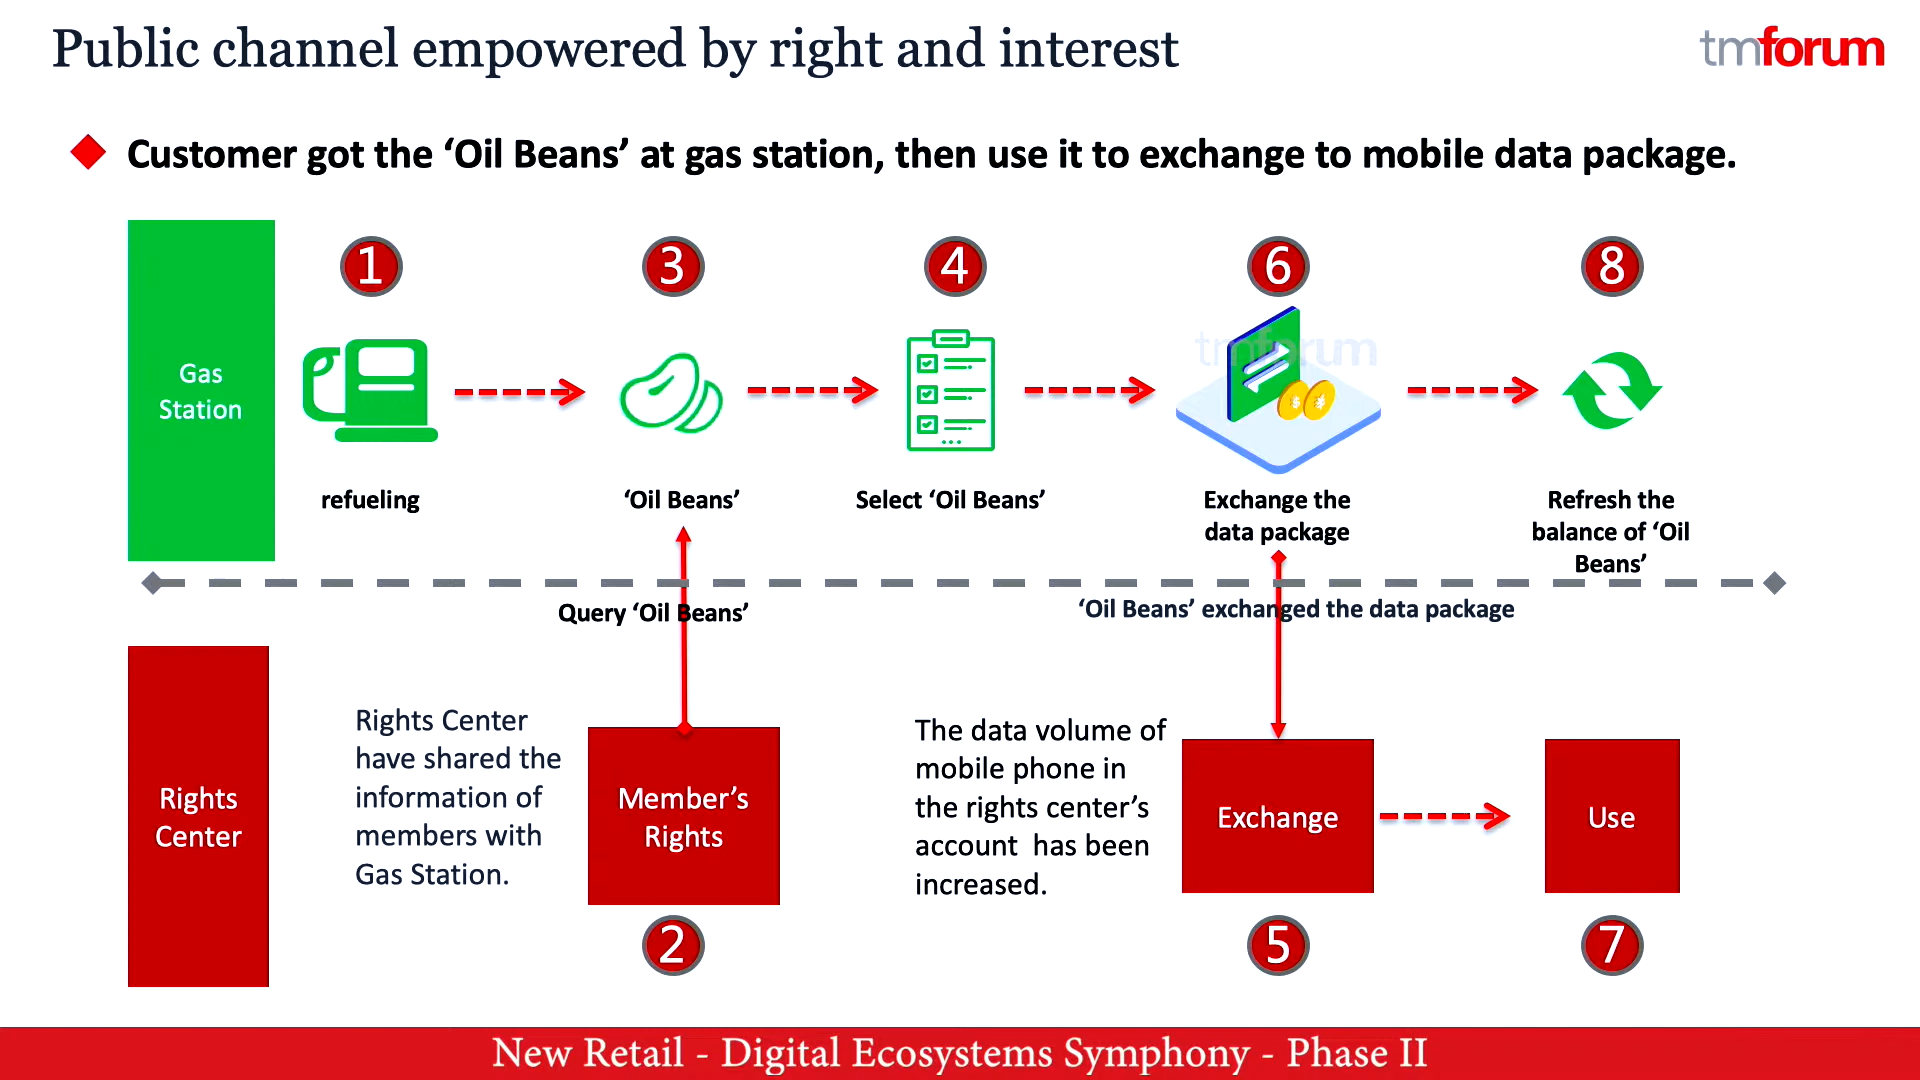 Public channel empowered by right and interest
tmforum
Customer got the ‘Oil Beans’ at gas station, then use it to exchange to mobile data package.
Gas
Station
1
3
4
6
8
tmforum
refueling
‘Oil Beans’
Select ‘Oil Beans’
Exchange the
data package
Refresh the
balance of ‘Oil
Beans’
Query ‘Oil Beans’
‘Oil Beans’ exchanged the data package
Rights
Center
Rights Center
have shared the
information of
members with
Gas Station.
Member’s
Rights
The data volume of
mobile phone in
the rights center’s
account  has been
increased.
Exchange
Use
2
5
7
New Retail - Digital Ecosystems Symphony - Phase II